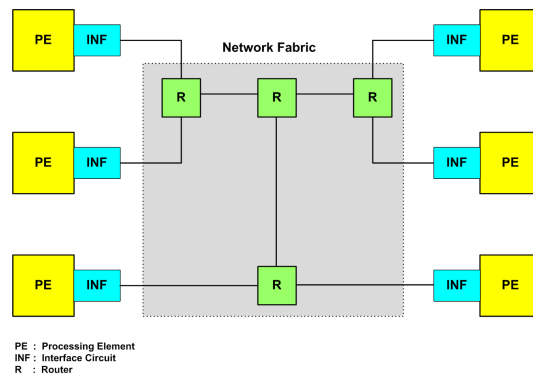 PE INF INF PE
Network Fabric
R R R
PE INF INF PE
PE INF R INF PE
PE : Processing Element
INF : Interface Circuit
R : Router